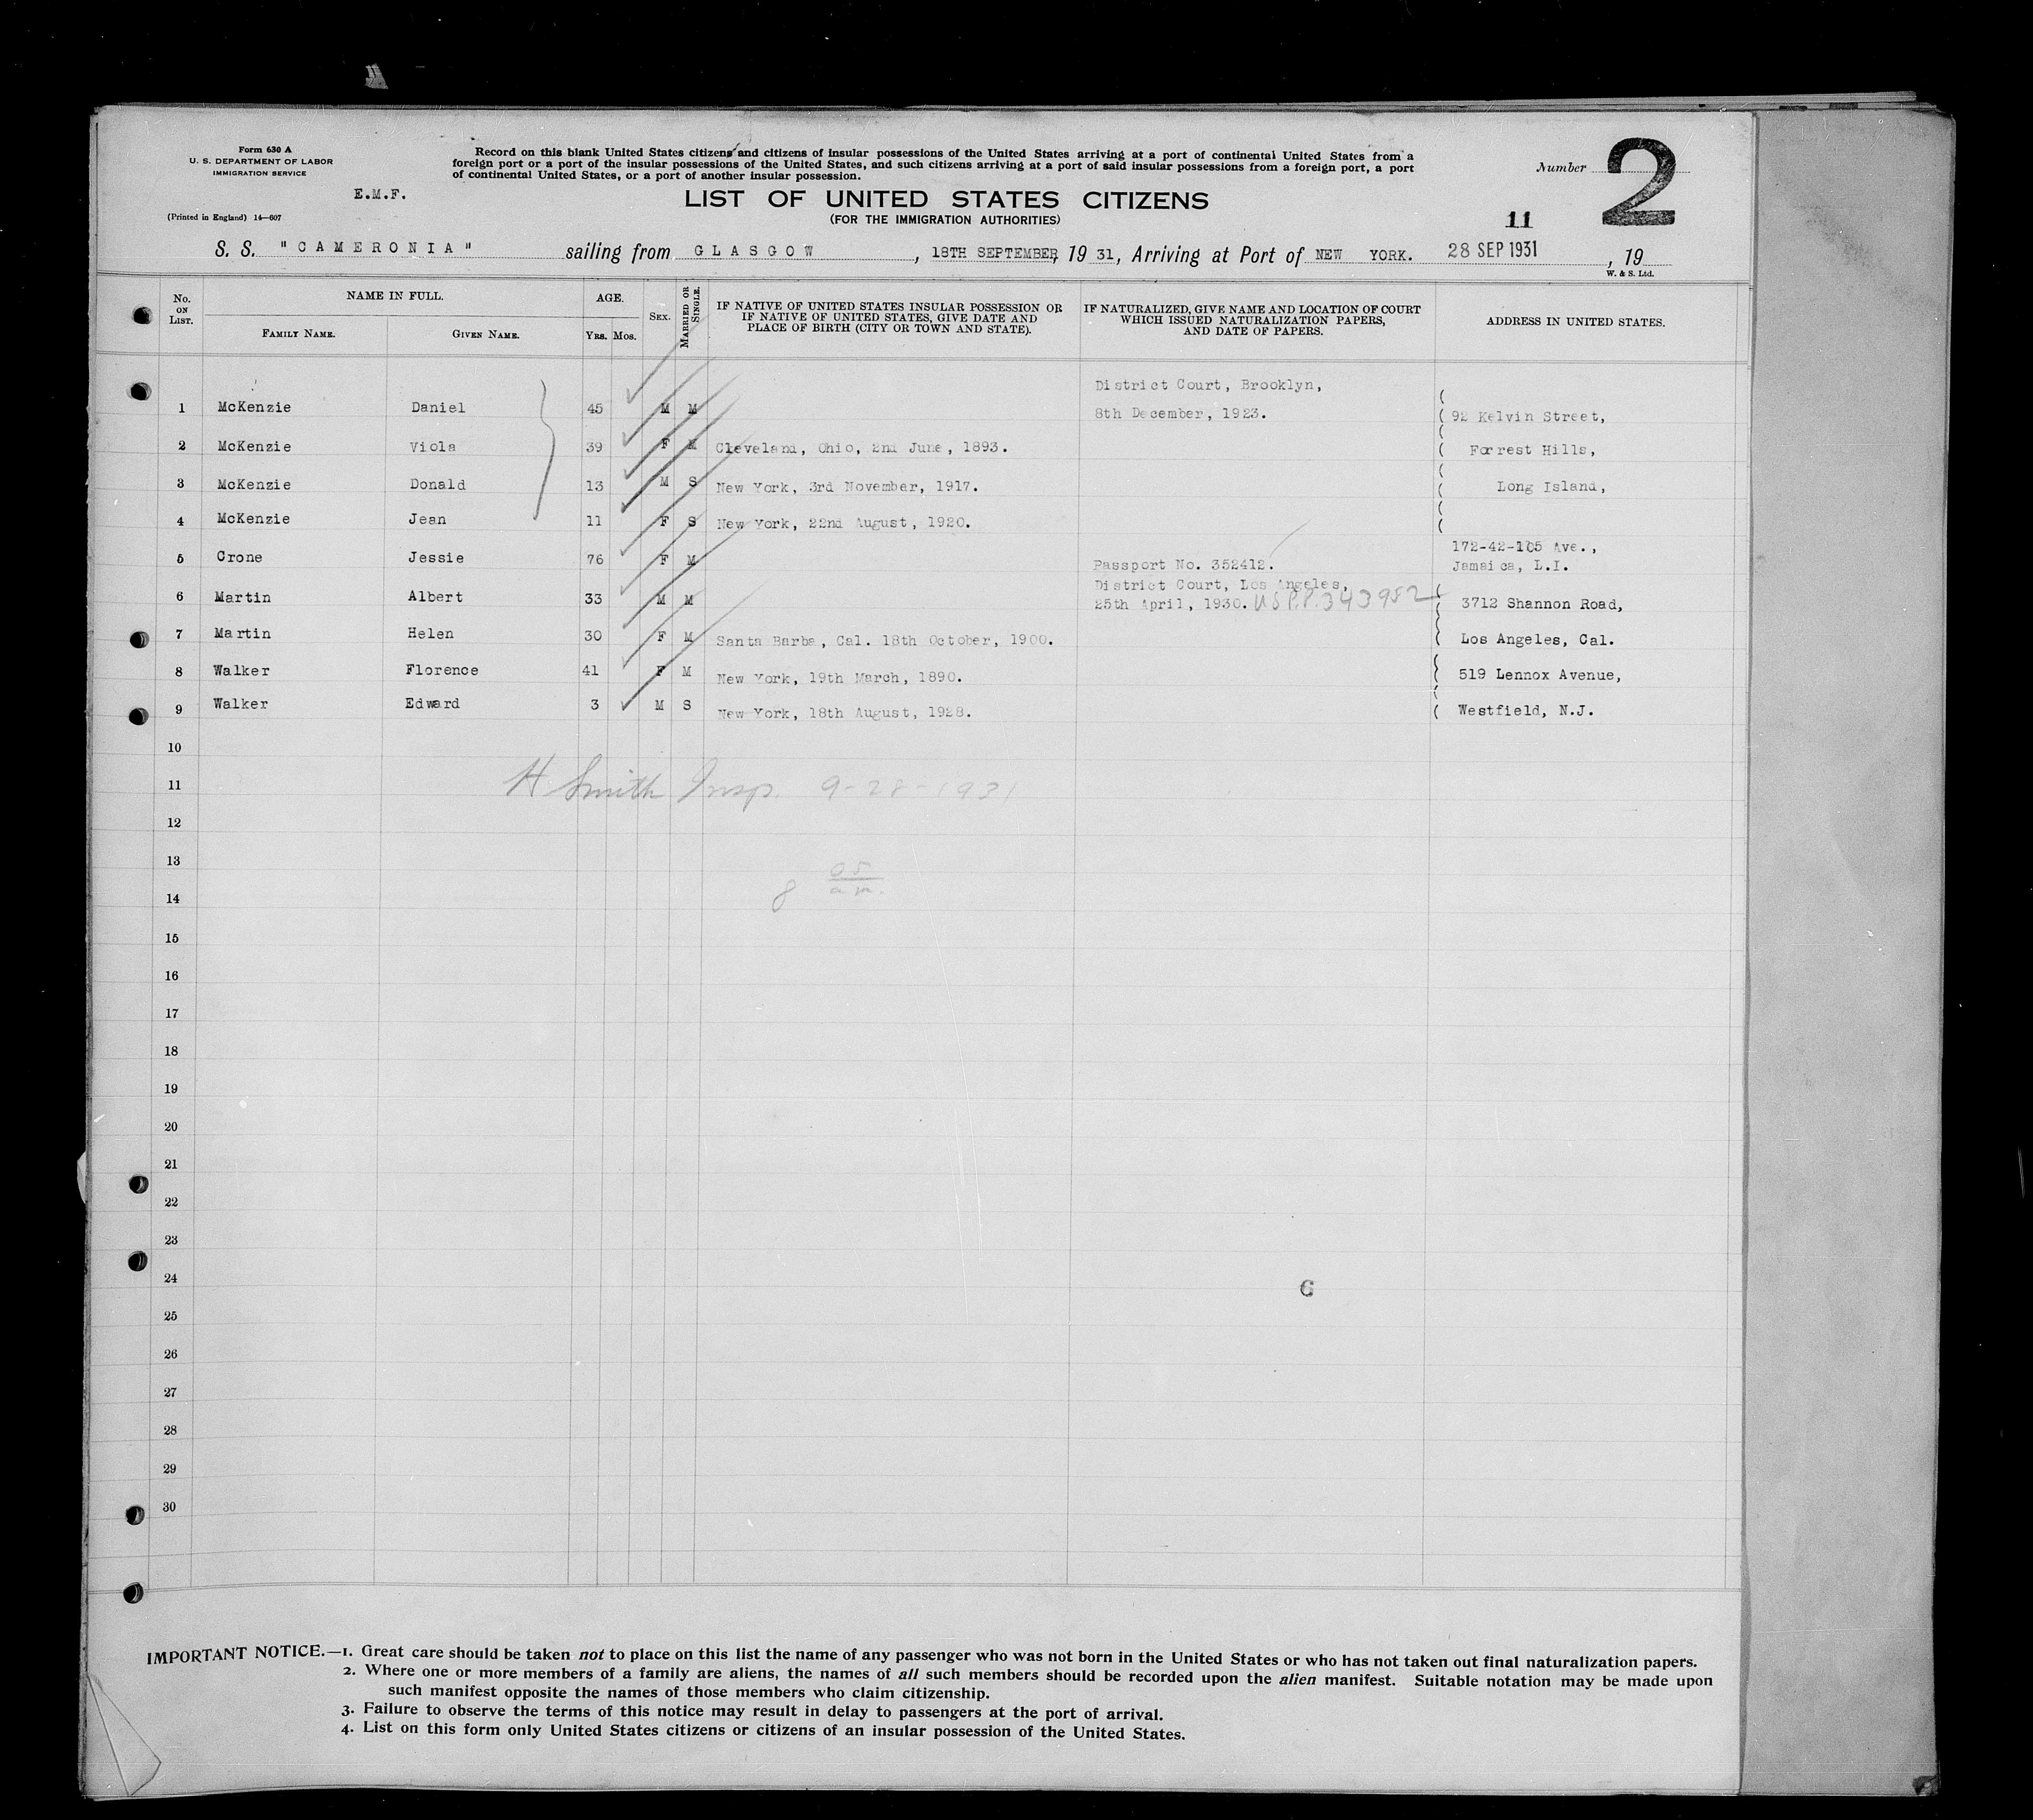 Form 630 A
U. S. DEPARTMENT OF LABOR
IMMIGRATION SERVICE
E.M.F.
(Printed in England) 14—607
Record on this blank United States citizens and citizens of insular possessions of the United States arriving at a port of continental United States from a
foreign port or a port of the insular possessions of the United States, and such citizens arriving at a port of said insular possessions from a foreign port, a port
of continental United States, or a port of another insular possession.
LIST OF UNITED STATES CITIZENS
(FOR THE IMMIGRATION AUTHORITIES)
Number 2
11
S. S. "CAMERONIA" sailing from GLASGOW, 18TH SEPTEMBER, 19 31, Arriving at Port of NEW YORK. 28 SEP 1931, 19
W. & S. Ltd.
No. ON LIST. NAME IN FULL. FAMILY NAME. GIVEN NAME. AGE. YRS. MOS. SEX. MARRIED OR SINGLE. IF NATIVE OF UNITED STATES INSULAR POSSESSION OR IF NATIVE OF UNITED STATES, GIVE DATE AND PLACE OF BIRTH (CITY OR TOWN AND STATE). IF NATURALIZED, GIVE NAME AND LOCATION OF COURT WHICH ISSUED NATURALIZATION PAPERS, AND DATE OF PAPERS. ADDRESS IN UNITED STATES.
District Court, Brooklyn,
1 McKenzie Daniel 45 M M 8th December, 1923. 92 Kelvin Street,
2 McKenzie Viola 39 F M Cleveland, Ohio, 2nd June, 1893. Forrest Hills,
3 McKenzie Donald 13 M S New York, 3rd November, 1917. Long Island,
4 McKenzie Jean 11 F S New York, 22nd August, 1920.
172-42-105 Ave.,
5 Crone Jessie 76 F M Passport No. 352412. Jamaica, L.I.
District Court, Los Angeles,
6 Martin Albert 33 M M 25th April, 1930. U S P.P. 343952 3712 Shannon Road,
7 Martin Helen 30 F M Santa Barba, Cal. 18th October, 1900. Los Angeles, Cal.
8 Walker Florence 41 F M New York, 19th March, 1890. 519 Lennox Avenue,
9 Walker Edward 3 M S New York, 18th August, 1928. Westfield, N.J.
10
11 H Smith Insp. 9-28-1931
12
13
8 05 a.m.
14
15
16
17
18
19
20
21
22
23
24 6
25
26
27
28
29
30
IMPORTANT NOTICE.—1. Great care should be taken not to place on this list the name of any passenger who was not born in the United States or who has not taken out final naturalization papers.
2. Where one or more members of a family are aliens, the names of all such members should be recorded upon the alien manifest. Suitable notation may be made upon
such manifest opposite the names of those members who claim citizenship.
3. Failure to observe the terms of this notice may result in delay to passengers at the port of arrival.
4. List on this form only United States citizens or citizens of an insular possession of the United States.